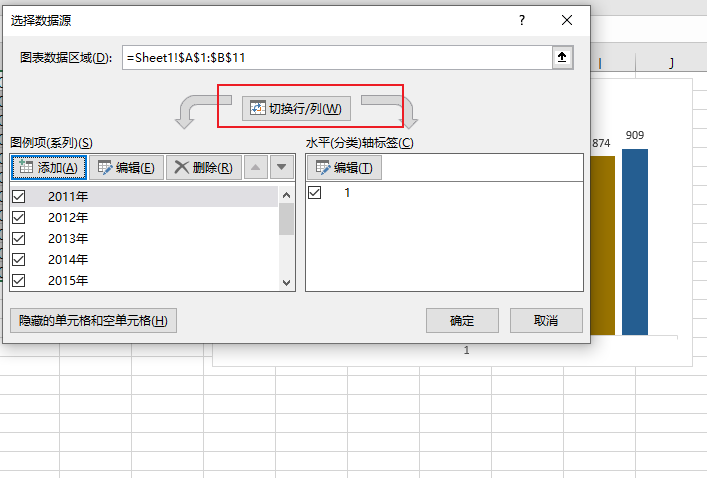 选择数据源
?
图表数据区域(D):
=Sheet1!$A$1:$B$11
I
J
切换行/列(W)
图例项(系列)(S)
水平(分类)轴标签(C)
添加(A)
编辑(E)
删除(R)
编辑(T)
2011年
2012年
2013年
2014年
2015年
1
874
909
隐藏的单元格和空单元格(H)
确定
取消
1